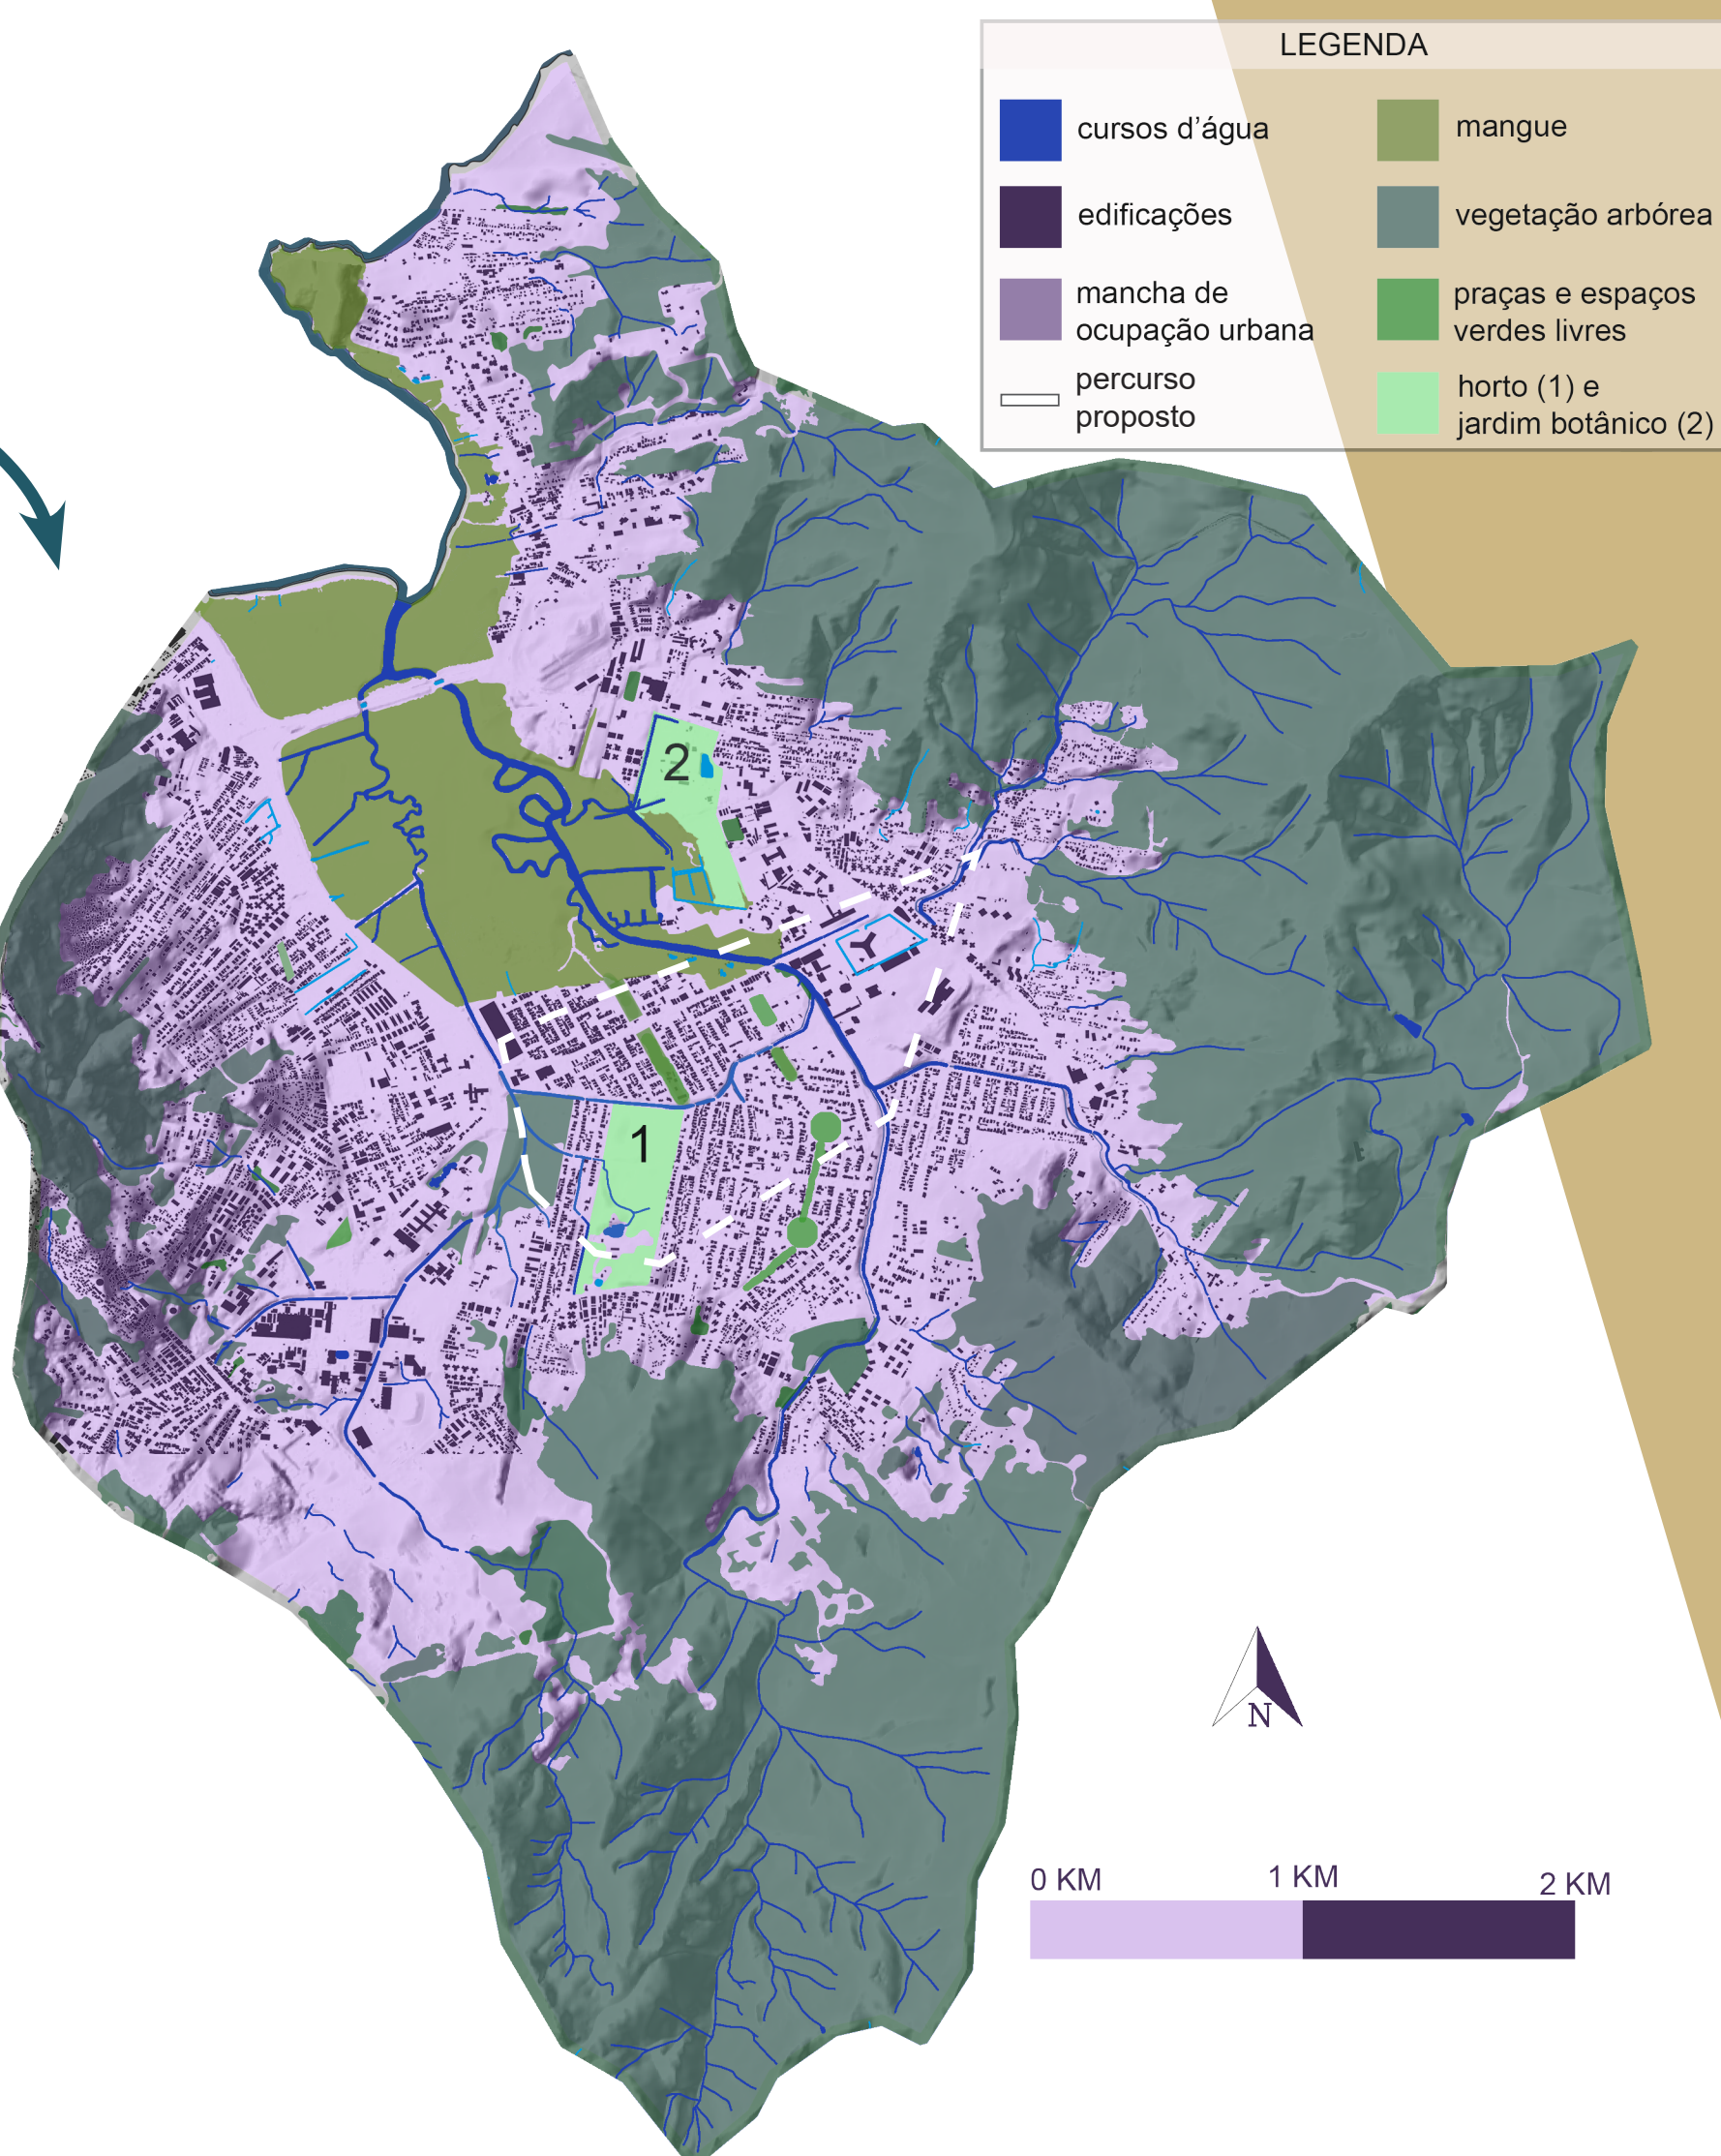 LEGENDA
cursos d’água
edificações
mancha de
ocupação urbana
percurso
proposto
mangue
vegetação arbórea
praças e espaços
verdes livres
horto (1) e
jardim botânico (2)
2
1
N
0 KM 1 KM 2 KM